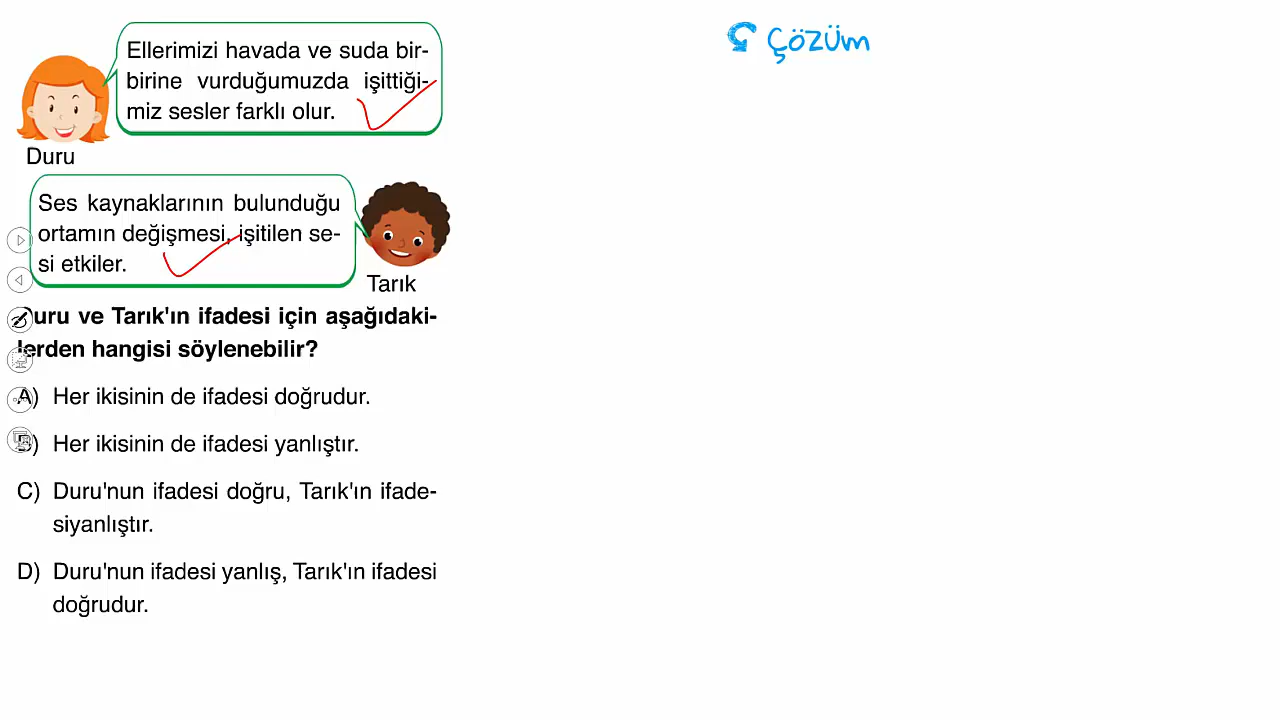 Ellerimizi havada ve suda bir-
birine vurduğumuzda işittiği-
miz sesler farklı olur.
Duru
Ses kaynaklarının bulunduğu
ortamın değişmesi, işitilen se-
si etkiler.
Tarık
Duru ve Tarık'ın ifadesi için aşağıdaki-
lerden hangisi söylenebilir?
A) Her ikisinin de ifadesi doğrudur.
B) Her ikisinin de ifadesi yanlıştır.
C) Duru'nun ifadesi doğru, Tarık'ın ifade-
siyanlıştır.
D) Duru'nun ifadesi yanlış, Tarık'ın ifadesi
doğrudur.
Çözüm